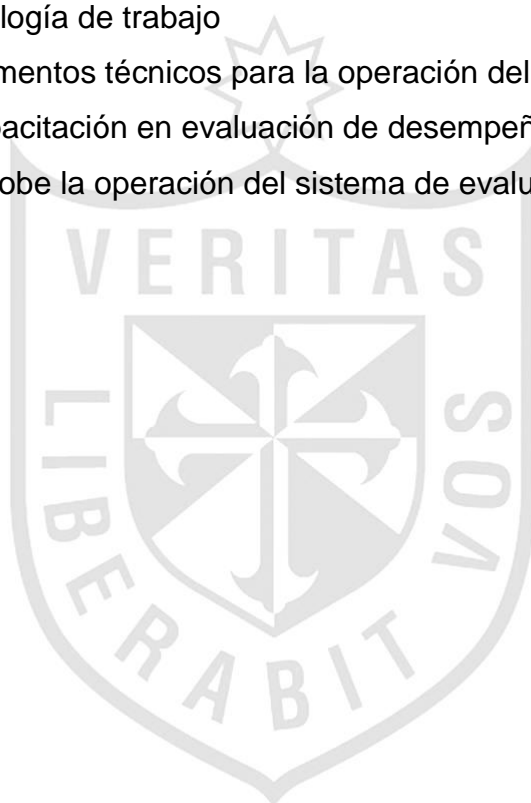 logía de trabajo
mentos técnicos para la operación del
pacitación en evaluación de desempeñ
obe la operación del sistema de evalu
VERITAS
LIBERABIT
VOS